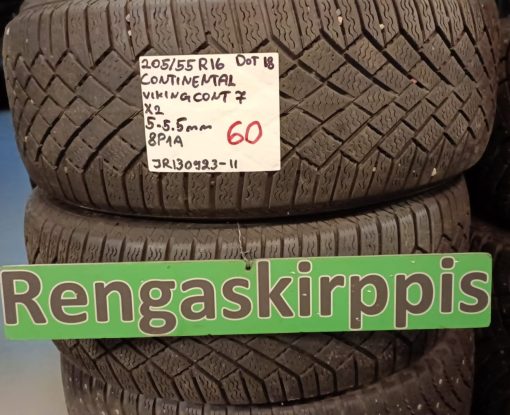 205/55R16 DOT 18
CONTINENTAL
VIKINGCONT 7
X2
5-5.5mm
8P1A
60
JR130923-11
Rengaskirppis